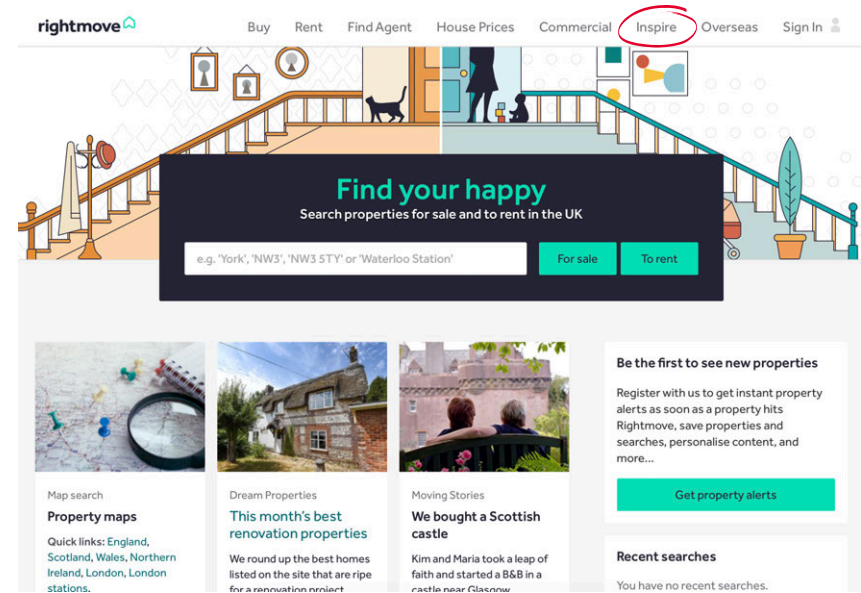 rightmove
Buy Rent Find Agent House Prices Commercial Inspire Overseas Sign In
Find your happy
Search properties for sale and to rent in the UK
e.g. 'York', 'NW3', 'NW3 5TY' or 'Waterloo Station'
For sale
To rent
Map search
Property maps
Quick links: England,
Scotland, Wales, Northern
Ireland, London, London
stations.
Dream Properties
This month's best
renovation properties
We round up the best homes
listed on the site that are ripe
for a renovation project
Moving Stories
We bought a Scottish
castle
Kim and Maria took a leap of
faith and started a B&B in a
castle near Glasgow
Be the first to see new properties
Register with us to get instant property
alerts as soon as a property hits
Rightmove, save properties and
searches, personalise content, and
more...
Get property alerts
Recent searches
You have no recent searches.